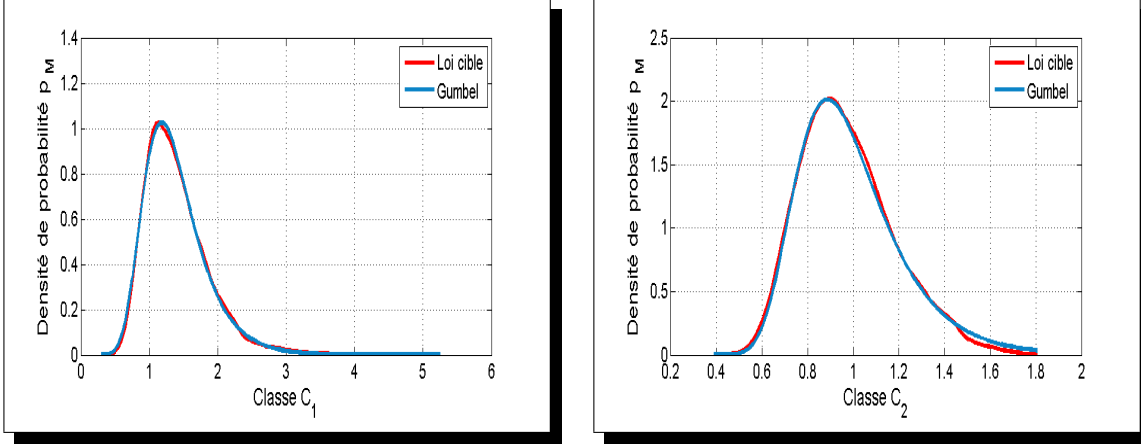 1.4
1.2
1
0.8
0.6
0.4
0.2
0
0 1 2 3 4 5 6
Densité de probabilité p M
Classe C1
Loi cible
Gumbel
2.5
2
1.5
1
0.5
0
0.2 0.4 0.6 0.8 1 1.2 1.4 1.6 1.8 2
Densité de probabilité p M
Classe C2
Loi cible
Gumbel